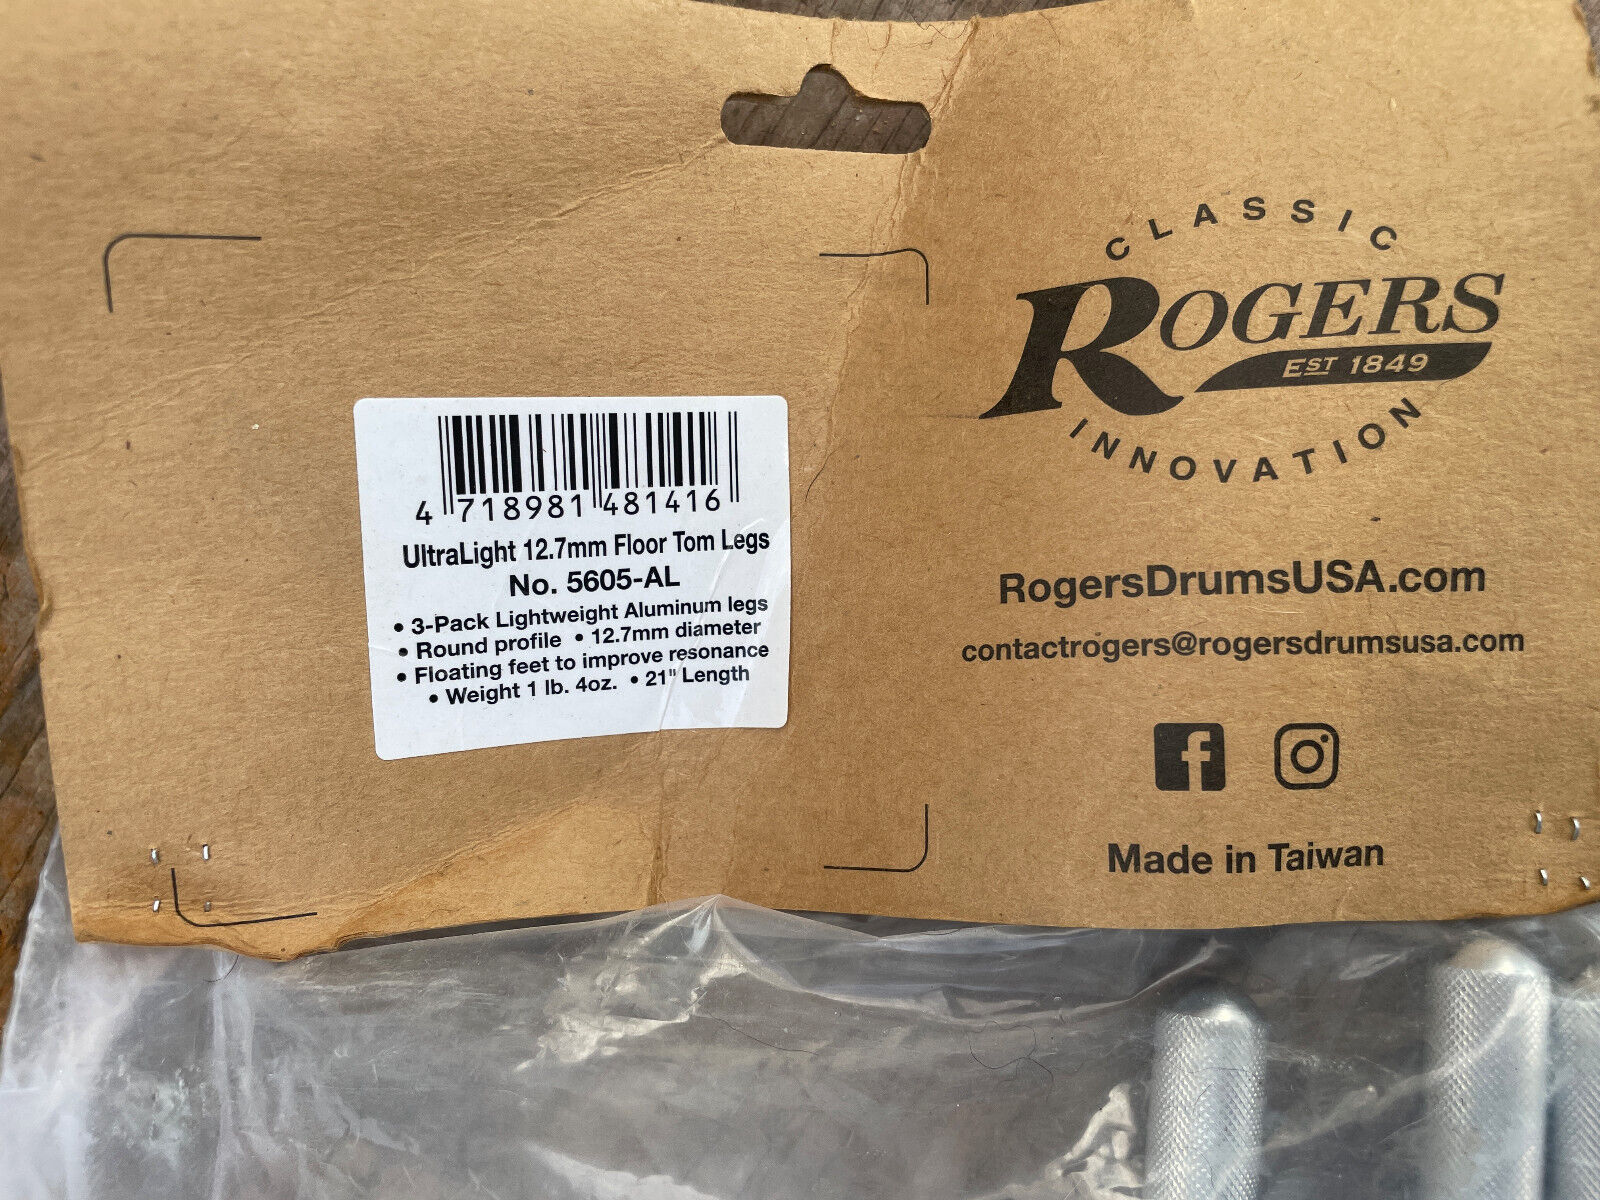 4 718981 481416
UltraLight 12.7mm Floor Tom Legs
No. 5605-AL
• 3-Pack Lightweight Aluminum legs
• Round profile • 12.7mm diameter
• Floating feet to improve resonance
• Weight 1 lb. 4oz. • 21" Length
CLASSIC
ROGERS
EST 1849
INNOVATION
RogersDrumsUSA.com
contactrogers@rogersdrumsusa.com
Made in Taiwan